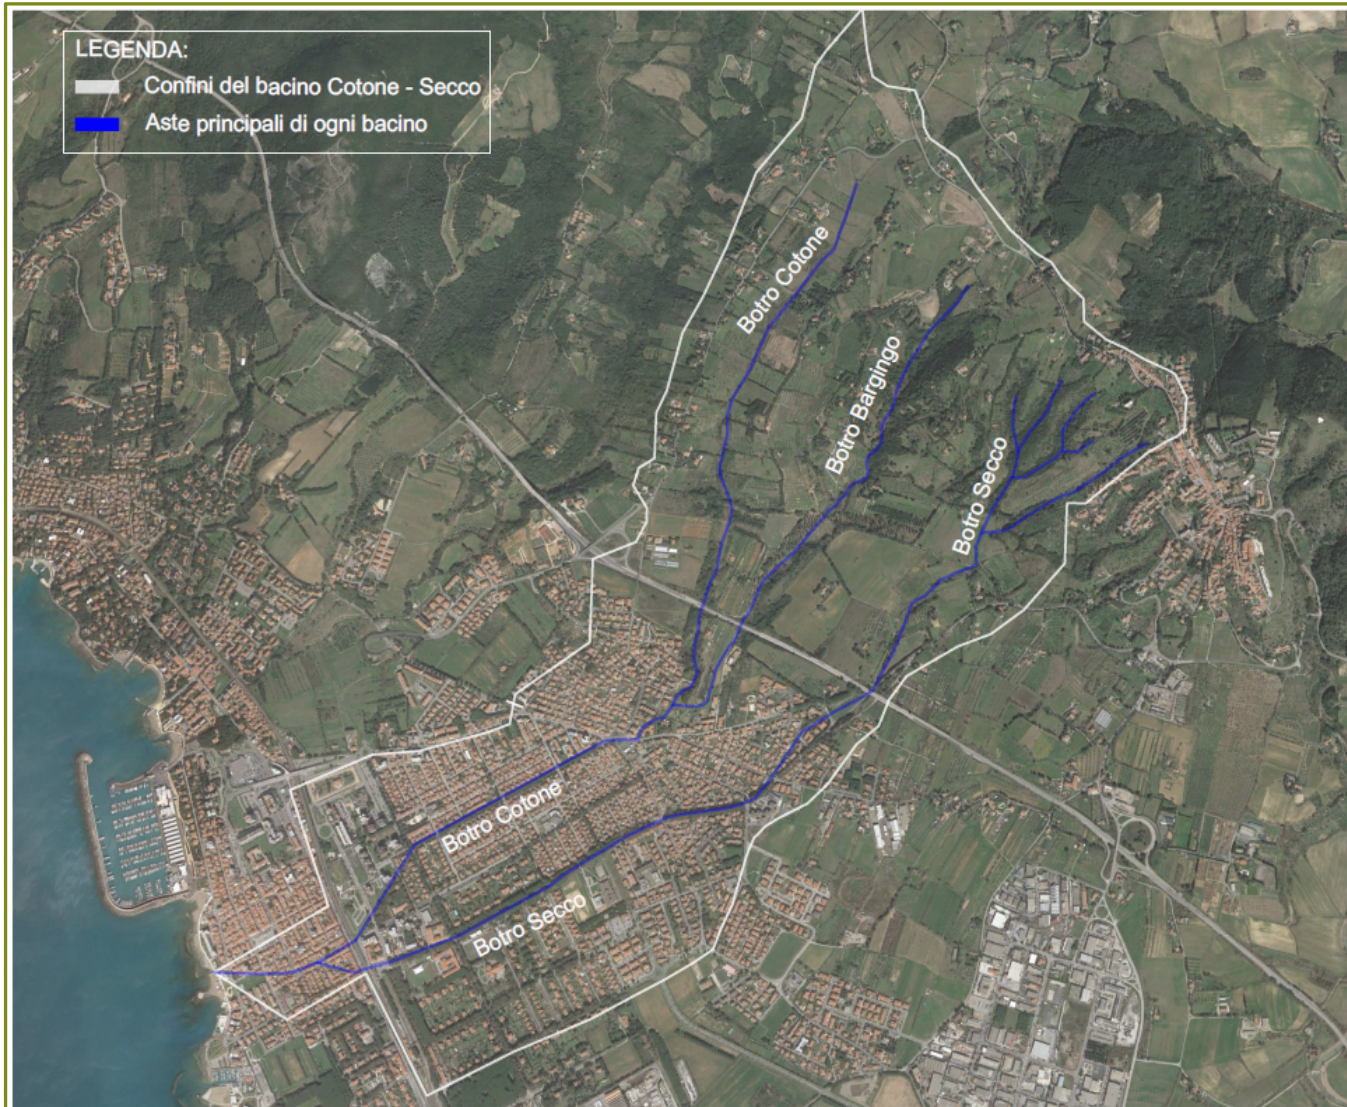 LEGENDA:
Confini del bacino Cotone - Secco
Aste principali di ogni bacino
Botro Cotone
Botro Bargingo
Botro Secco
Botro Cotone
Botro Secco